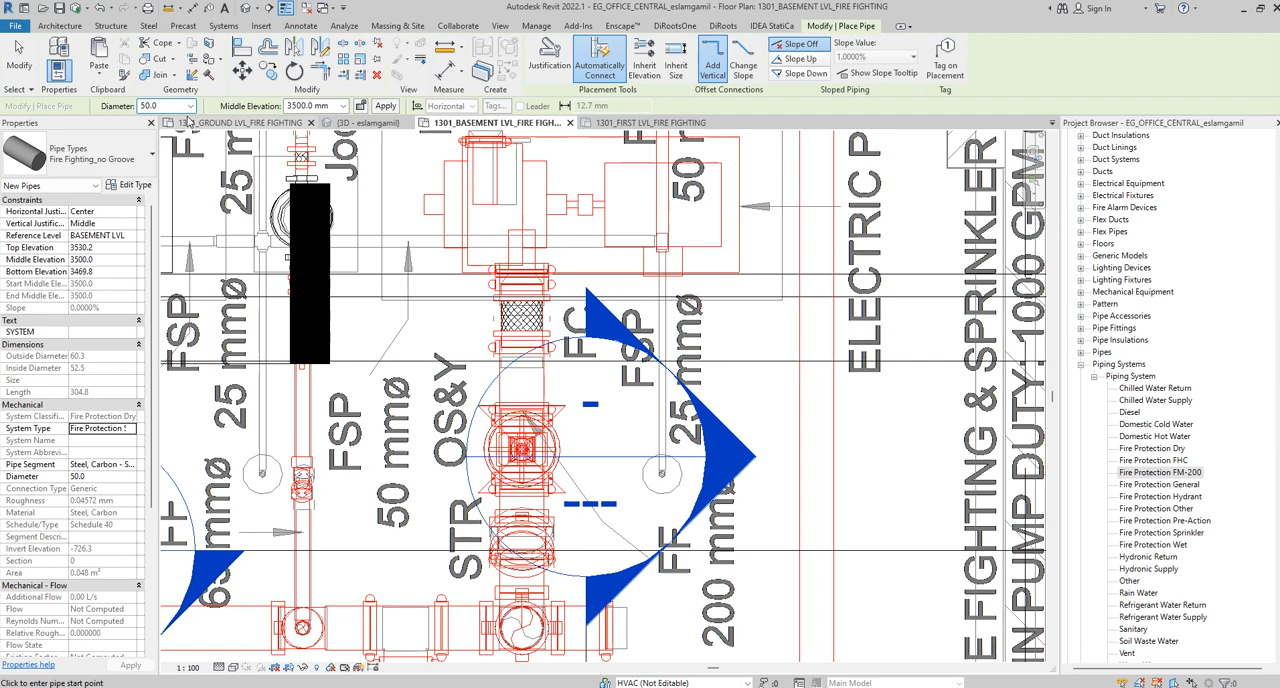 Autodesk Revit 2022.1 - EG_OFFICE_CENTRAL_eslamgamil - Floor Plan: 1301_BASEMENT LVL_FIRE FIGHTING
Sign In
File Architecture Structure Steel Precast Systems Insert Annotate Analyze Massing & Site Collaborate View Manage Add-Ins Enscape™ DiRootsOne DiRoots IDEA StatiCa Modify | Place Pipe
Modify
Properties
Paste
Cope
Cut
Join
Justification
Automatically Connect
Inherit Elevation
Inherit Size
Add Vertical
Change Slope
Slope Off
Slope Up
Slope Down
Slope Value:
1.0000%
Show Slope Tooltip
Tag on Placement
Select Properties Clipboard Geometry Modify View Measure Create Placement Tools Offset Connections Sloped Piping Tag
Modify | Place Pipe Diameter: 50.0 Middle Elevation: 3500.0 mm Apply Horizontal Tags... Leader 12.7 mm
GROUND LVL_FIRE FIGHTING
(3D - eslamgamil)
1301_BASEMENT LVL_FIRE FIGH...
1301_FIRST LVL_FIRE FIGHTING
Properties
Pipe Types
Fire Fighting_no Groove
New Pipes Edit Type
Constraints
Horizontal Justi... Center
Vertical Justific... Middle
Reference Level BASEMENT LVL
Top Elevation 3530.2
Middle Elevation 3500.0
Bottom Elevation 3469.8
Start Middle Ele... 3500.0
End Middle Ele... 3500.0
Slope 0.0000%
Text
SYSTEM
Dimensions
Outside Diameter 60.3
Inside Diameter 52.5
Size
Length 304.8
Mechanical
System Classifi... Fire Protection Dry
System Type Fire Protection
System Name
System Abbrevi...
Pipe Segment Steel, Carbon - S...
Diameter 50.0
Connection Type Generic
Roughness 0.04572 mm
Material Steel, Carbon
Schedule/Type Schedule 40
Segment Descri...
Invert Elevation -726.3
Section 0
Area 0.048 m²
Mechanical - Flow
Additional Flow 0.00 L/s
Flow Not Computed
Reynolds Num... Not Computed
Relative Rough... 0.000000
Flow State
Friction Factor Not Computed
Properties help Apply
25 mmø
Joc
50 m
ELECTRIC P
FSP
25 mmø
FSP
50 mmø
OS&Y
STR
FSP
25 mmø
FF
200 mmø
FF
E FIGHTING & SPRINKLER
IN PUMP DUTY: 1000 GPM
Project Browser - EG_OFFICE_CENTRAL_eslamgamil
Duct Insulations
Duct Linings
Duct Systems
Ducts
Electrical Equipment
Electrical Fixtures
Fire Alarm Devices
Flex Ducts
Flex Pipes
Floors
Generic Models
Lighting Devices
Lighting Fixtures
Mechanical Equipment
Pattern
Pipe Accessories
Pipe Fittings
Pipe Insulations
Pipes
Piping Systems
Piping System
Chilled Water Return
Chilled Water Supply
Diesel
Domestic Cold Water
Domestic Hot Water
Fire Protection Dry
Fire Protection FHC
Fire Protection FM-200
Fire Protection General
Fire Protection Hydrant
Fire Protection Other
Fire Protection Pre-Action
Fire Protection Sprinkler
Fire Protection Wet
Hydronic Return
Hydronic Supply
Other
Rain Water
Refrigerant Water Return
Refrigerant Water Supply
Sanitary
Soil Waste Water
Vent
1 : 100
Click to enter pipe start point
HVAC (Not Editable)
:0
Main Model
:0